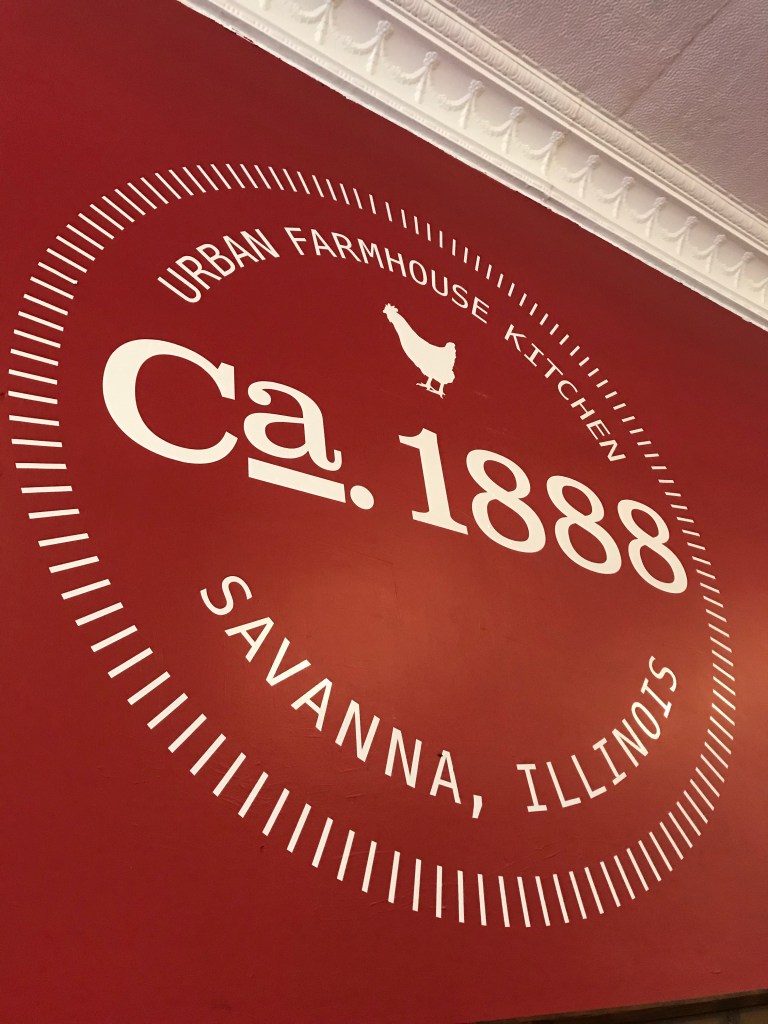 URBAN FARMHOUSE KITCHEN
Ca. 1888
SAVANNA, ILLINOIS